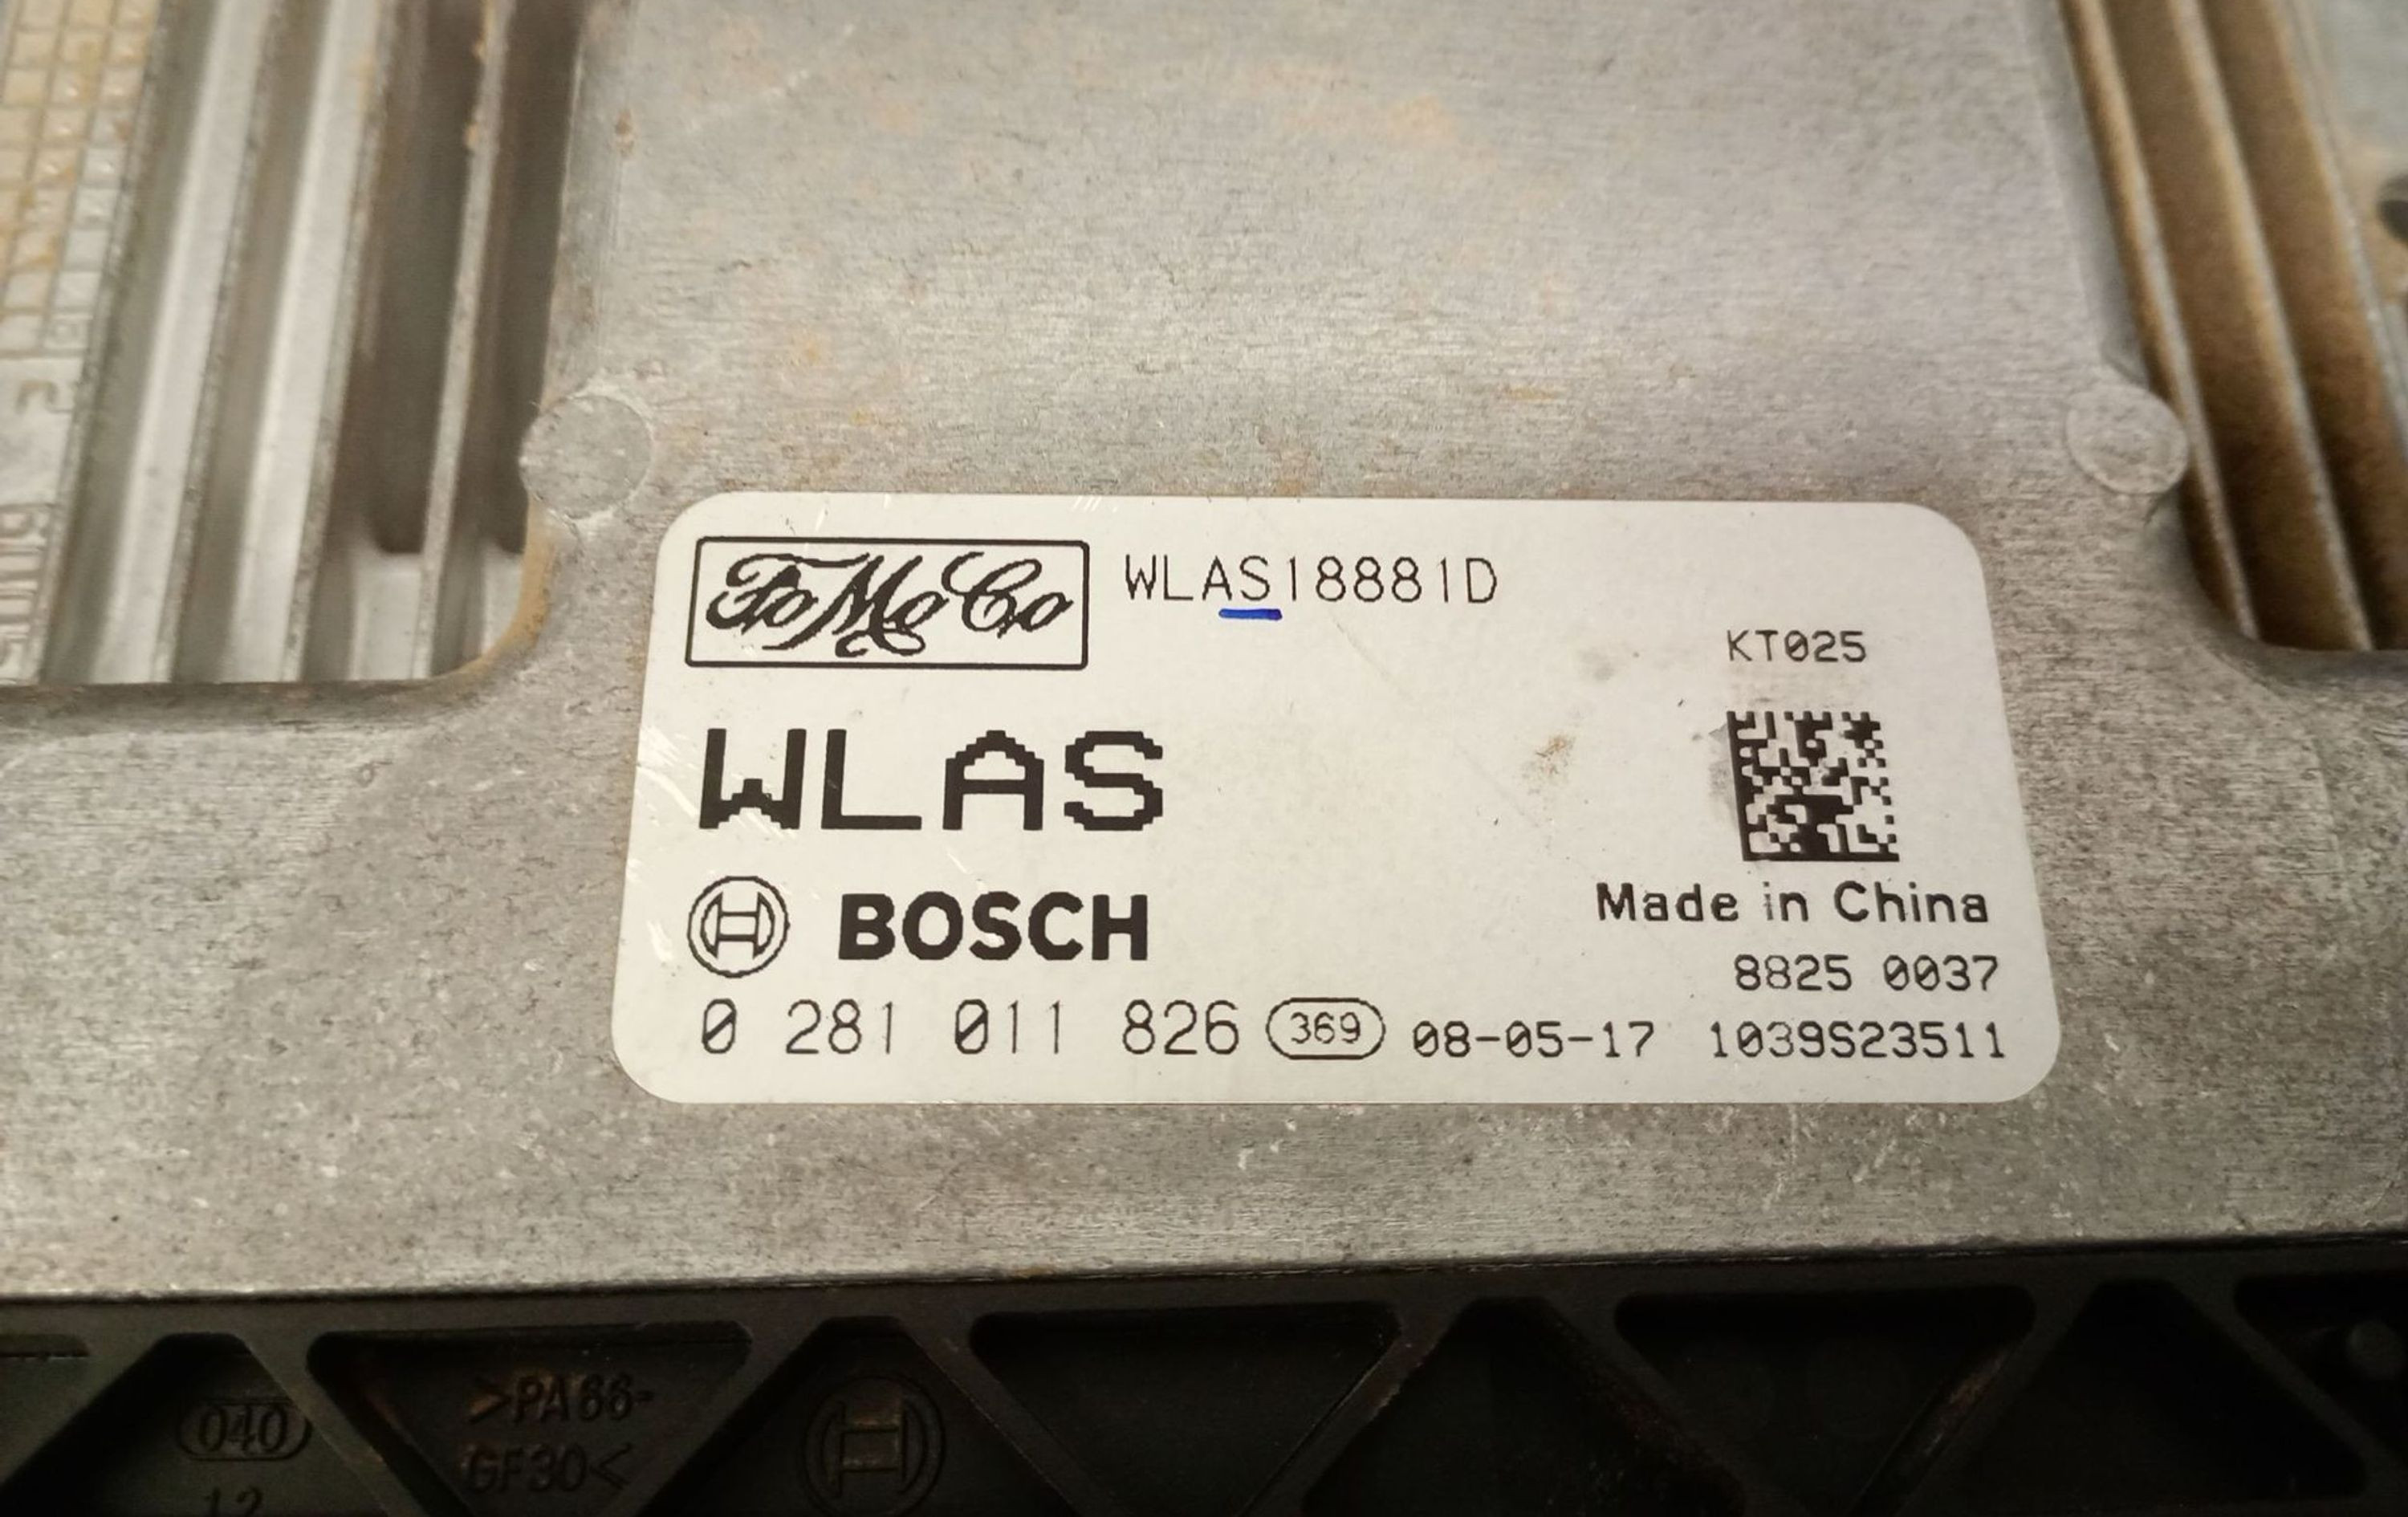 FoMoCo WLAS18881D
KT025
WLAS
BOSCH
Made in China
8825 0037
0 281 011 826 369 08-05-17 1039S23511
040
12
>PA66-
GF30<